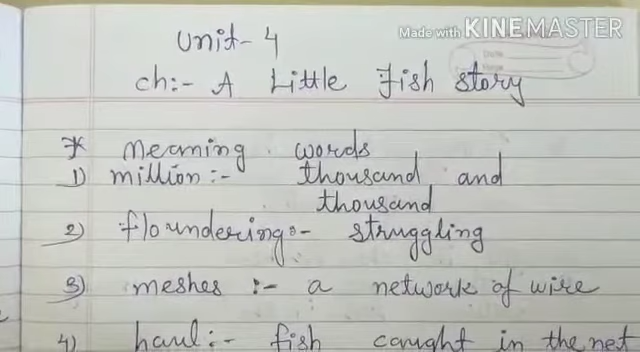 Made with KINEMASTER
Unit-4
ch:- A Little Fish story
* Meaning words
1) million:- thousand and
thousand
2) floundering:- struggling
3) meshes :- a network of wire
4) haul:- fish caught in the net